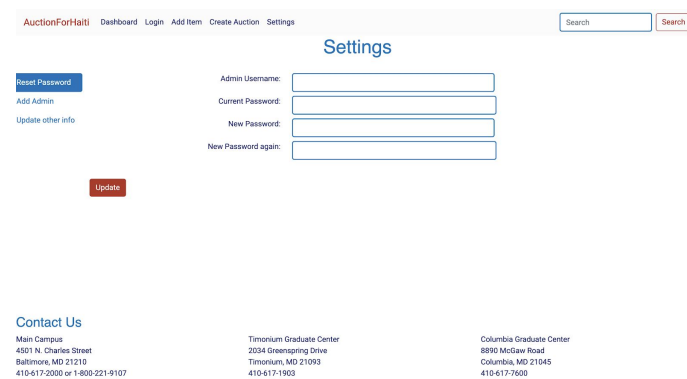 AuctionForHaiti Dashboard Login Add Item Create Auction Settings Search Search
Settings
Reset Password
Add Admin
Update other info
Admin Username:
Current Password:
New Password:
New Password again:
Update
Contact Us
Main Campus
4501 N. Charles Street
Baltimore, MD 21210
410-617-2000 or 1-800-221-9107
Timonium Graduate Center
2034 Greenspring Drive
Timonium, MD 21093
410-617-1903
Columbia Graduate Center
8890 McGaw Road
Columbia, MD 21045
410-617-7600